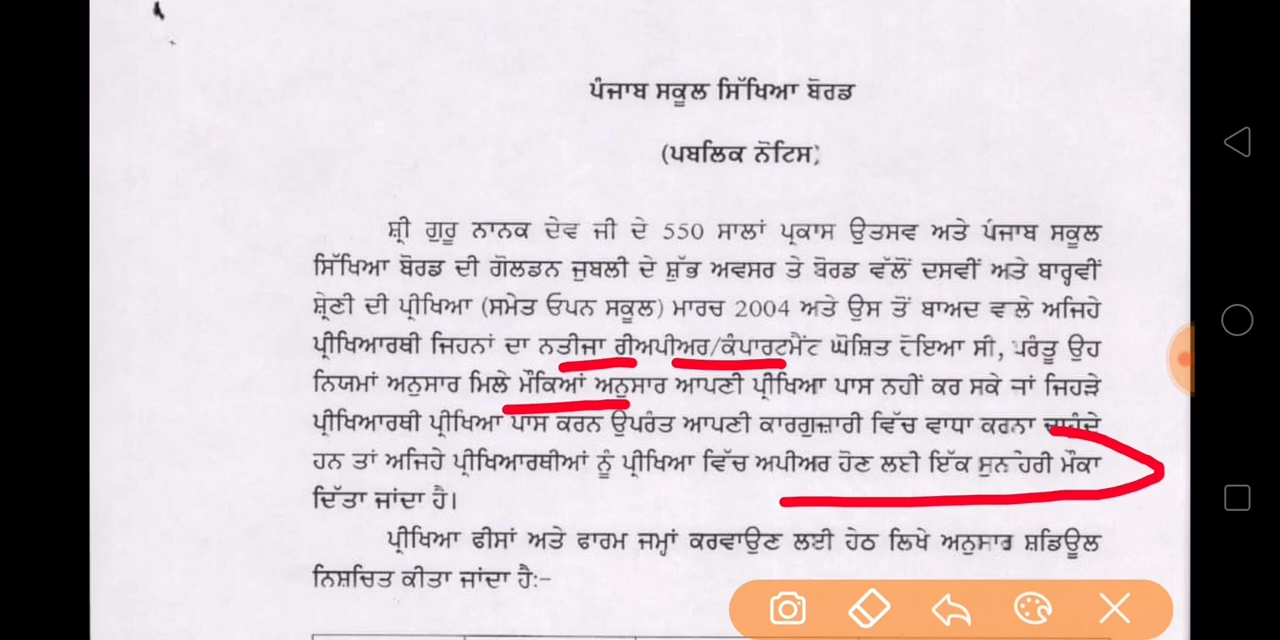 ਪੰਜਾਬ ਸਕੂਲ ਸਿੱਖਿਆ ਬੋਰਡ
(ਪਬਲਿਕ ਨੋਟਿਸ)
ਸ਼੍ਰੀ ਗੁਰੂ ਨਾਨਕ ਦੇਵ ਜੀ ਦੇ 550 ਸਾਲਾਂ ਪ੍ਰਕਾਸ ਉਤਸਵ ਅਤੇ ਪੰਜਾਬ ਸਕੂਲ
ਸਿੱਖਿਆ ਬੋਰਡ ਦੀ ਗੋਲਡਨ ਜੁਬਲੀ ਦੇ ਸ਼ੁੱਭ ਅਵਸਰ ਤੇ ਬੋਰਡ ਵੱਲੋਂ ਦਸਵੀਂ ਅਤੇ ਬਾਰ੍ਹਵੀਂ
ਸ਼੍ਰੇਣੀ ਦੀ ਪ੍ਰੀਖਿਆ (ਸਮੇਤ ਓਪਨ ਸਕੂਲ) ਮਾਰਚ 2004 ਅਤੇ ਉਸ ਤੋਂ ਬਾਅਦ ਵਾਲੇ ਅਜਿਹੇ
ਪ੍ਰੀਖਿਆਰਥੀ ਜਿਹਨਾਂ ਦਾ ਨਤੀਜਾ ਰੀਅਪੀਅਰ/ਕੰਪਾਰਟਮੈਂਟ ਘੋਸ਼ਿਤ ਹੋਇਆ ਸੀ, ਪਰੰਤੂ ਉਹ
ਨਿਯਮਾਂ ਅਨੁਸਾਰ ਮਿਲੇ ਮੌਕਿਆਂ ਅਨੁਸਾਰ ਆਪਣੀ ਪ੍ਰੀਖਿਆ ਪਾਸ ਨਹੀਂ ਕਰ ਸਕੇ ਜਾਂ ਜਿਹੜੇ
ਪ੍ਰੀਖਿਆਰਥੀ ਪ੍ਰੀਖਿਆ ਪਾਸ ਕਰਨ ਉਪਰੰਤ ਆਪਣੀ ਕਾਰਗੁਜ਼ਾਰੀ ਵਿੱਚ ਵਾਧਾ ਕਰਨਾ ਚਾਹੁੰਦੇ
ਹਨ ਤਾਂ ਅਜਿਹੇ ਪ੍ਰੀਖਿਆਰਥੀਆਂ ਨੂੰ ਪ੍ਰੀਖਿਆ ਵਿੱਚ ਅਪੀਅਰ ਹੋਣ ਲਈ ਇੱਕ ਸੁਨਹੇਰੀ ਮੌਕਾ
ਦਿੱਤਾ ਜਾਂਦਾ ਹੈ।
ਪ੍ਰੀਖਿਆ ਫੀਸਾਂ ਅਤੇ ਫਾਰਮ ਜਮ੍ਹਾਂ ਕਰਵਾਉਣ ਲਈ ਹੇਠ ਲਿਖੇ ਅਨੁਸਾਰ ਸ਼ਡਿਊਲ
ਨਿਸ਼ਚਿਤ ਕੀਤਾ ਜਾਂਦਾ ਹੈ:-